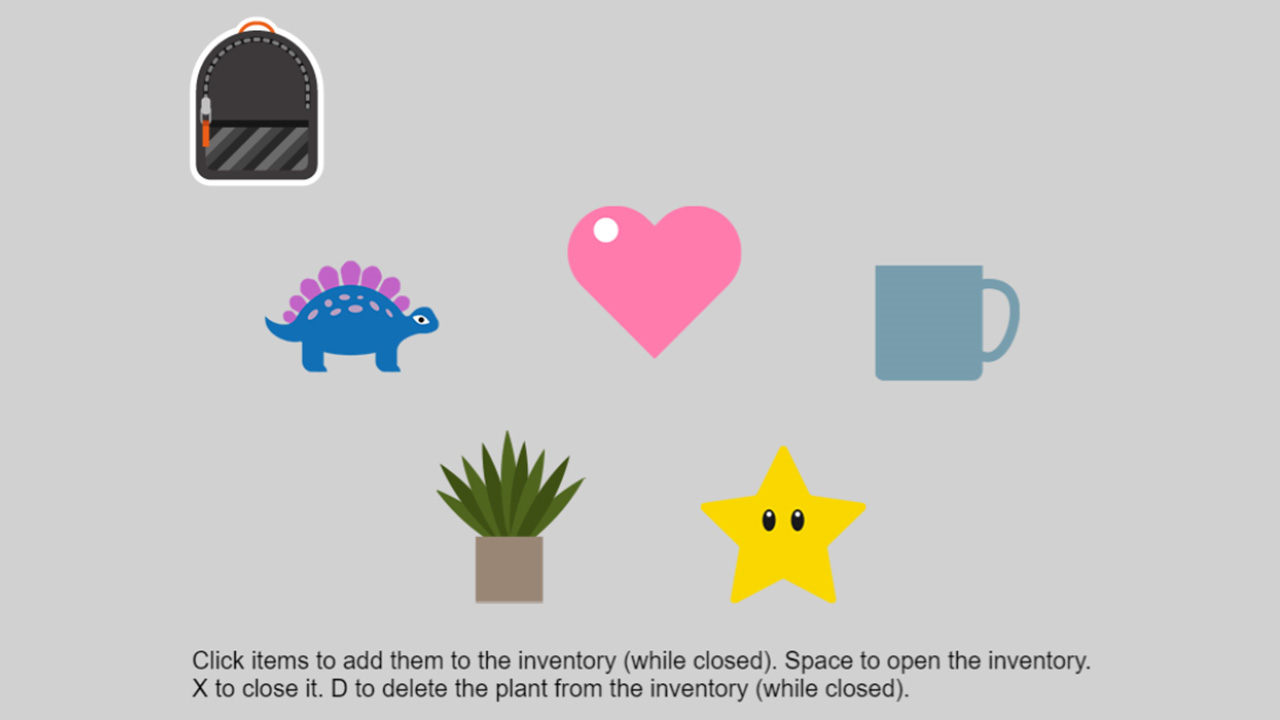 Click items to add them to the inventory (while closed). Space to open the inventory.
X to close it. D to delete the plant from the inventory (while closed).